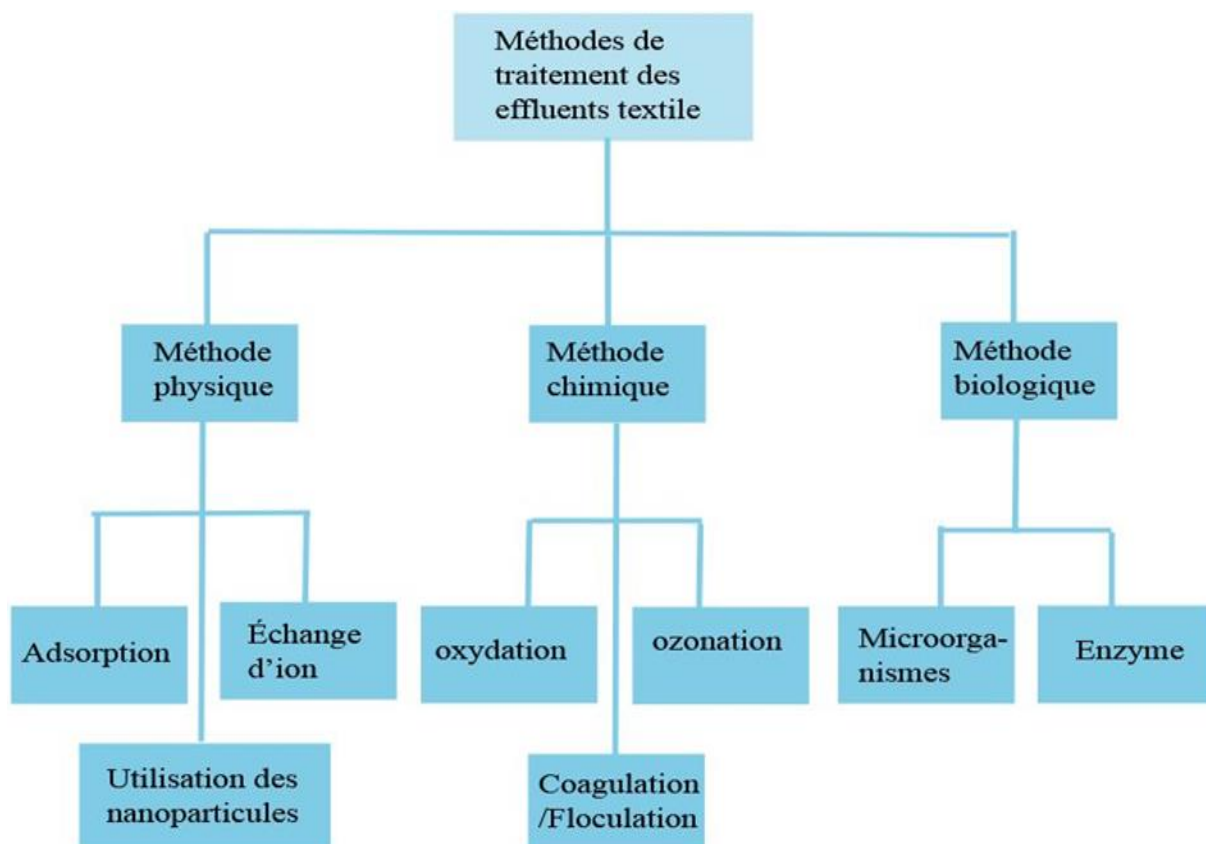 Méthodes de
traitement des
effluents textile
Méthode
physique
Méthode
chimique
Méthode
biologique
Adsorption
Échange
d’ion
oxydation
ozonation
Microorga-
nismes
Enzyme
Utilisation des
nanoparticules
Coagulation
/Floculation